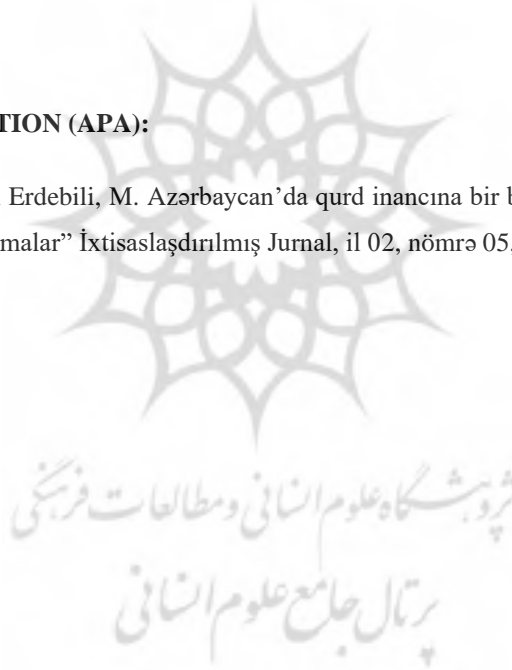 TION (APA):
Erdebili, M. Azərbaycan’da qurd inancına bir b
malar” İxtisaslaşdırılmış Jurnal, il 02, nömrə 05,
پژوهشگاه علوم انسانی و مطالعات فرهنگی
پرتال جامع علوم انسانی